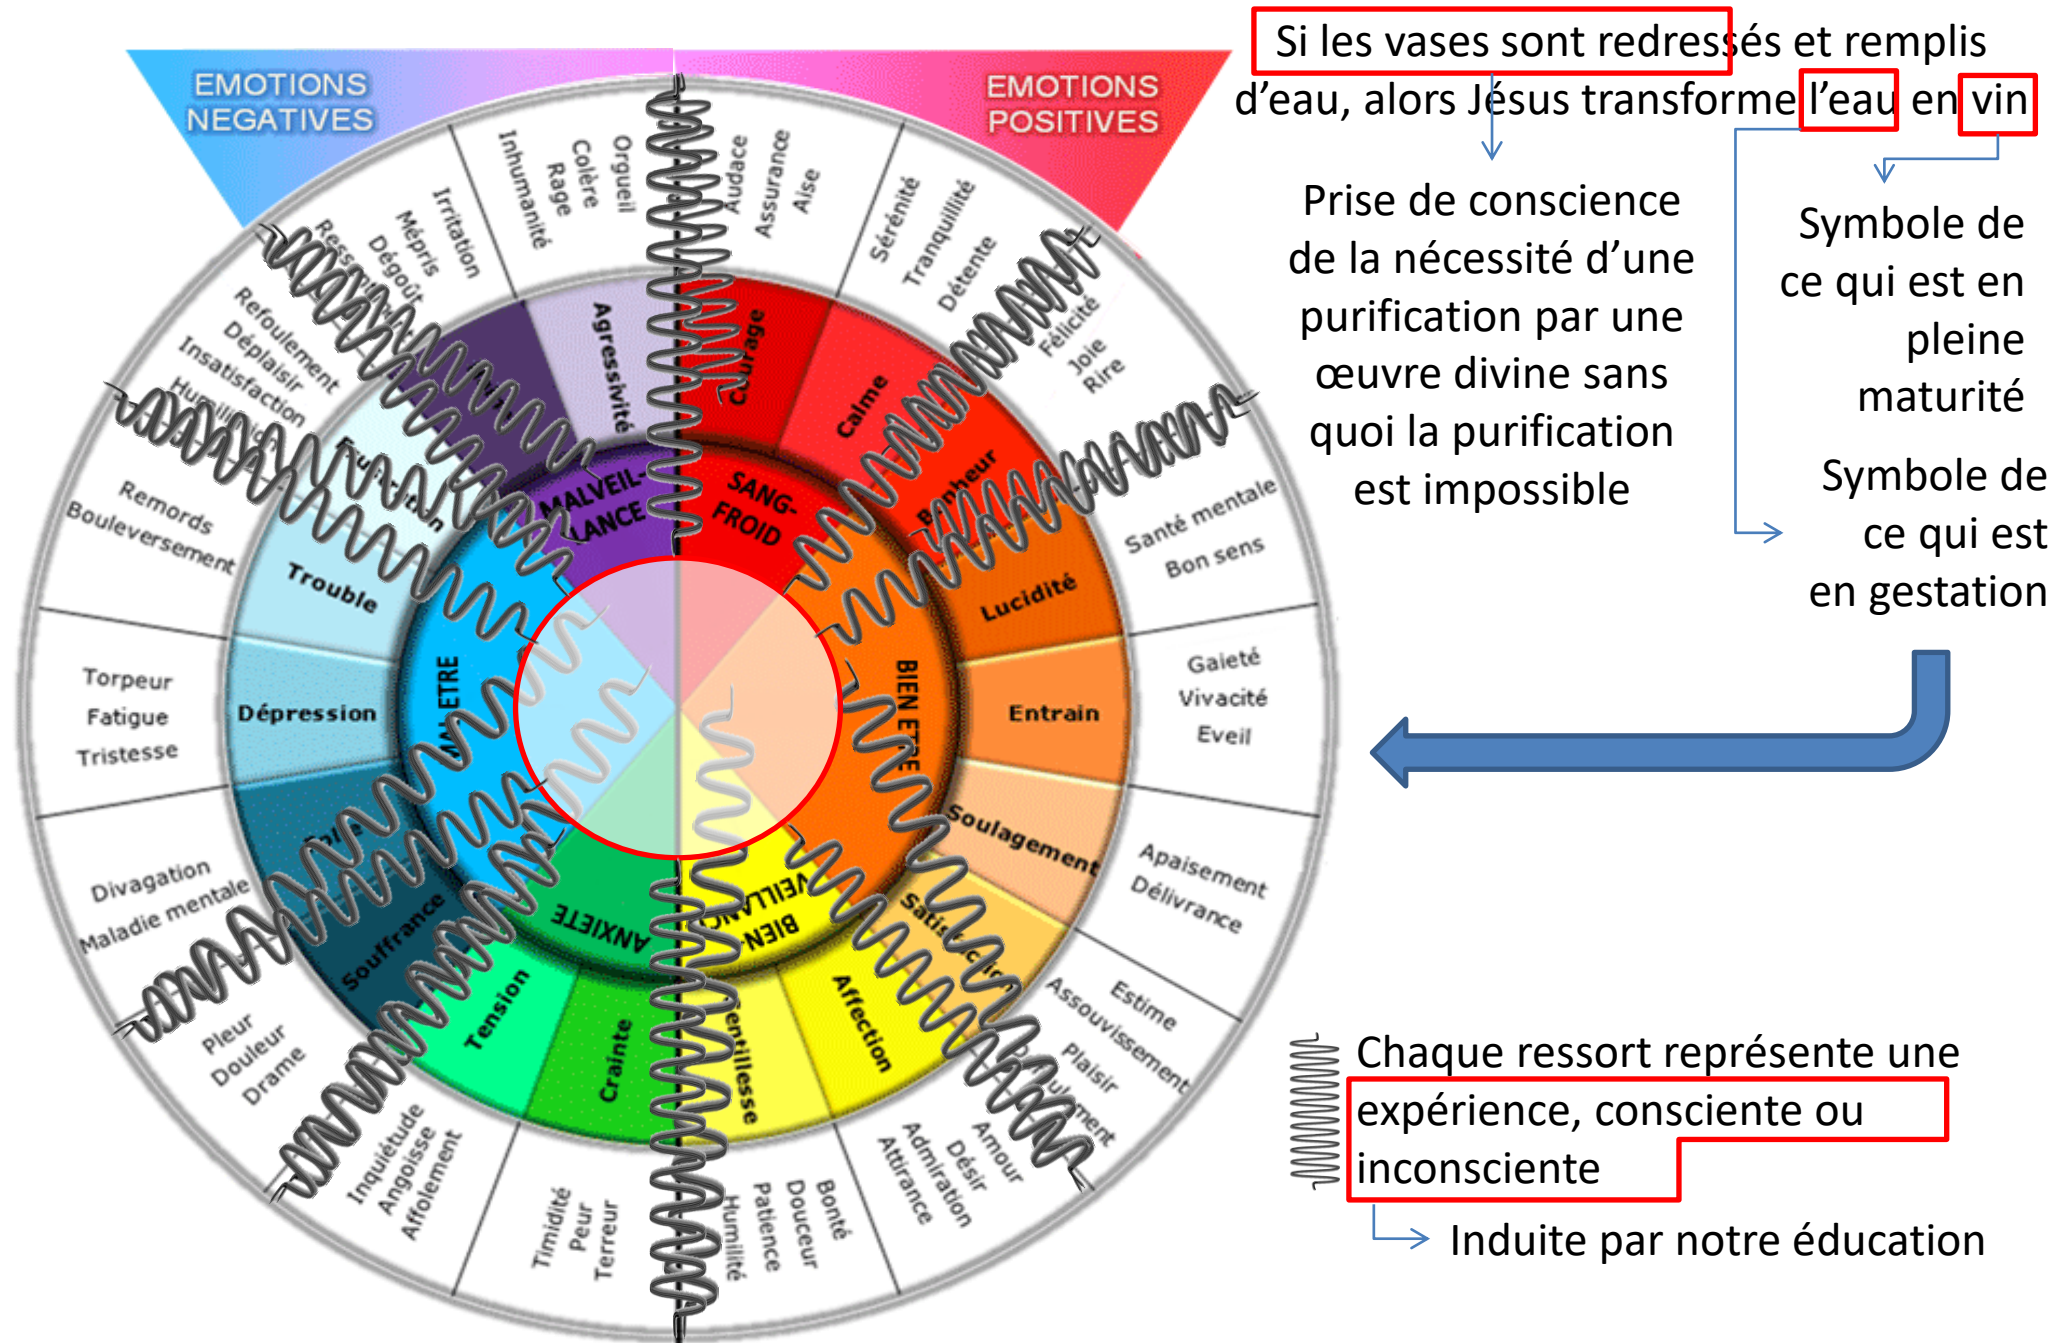 EMOTIONS
NEGATIVES
EMOTIONS
POSITIVES
Si les vases sont redressés et remplis
d'eau, alors Jésus transforme l'eau en vin
Prise de conscience
de la nécessité d'une
purification par une
œuvre divine sans
quoi la purification
est impossible
Symbole de
ce qui est en
pleine
maturité
Symbole de
ce qui est
en gestation
Chaque ressort représente une
expérience, consciente ou
inconsciente
Induite par notre éducation
MALVEIL-
LANCE
SANG-
FROID
BIEN ETRE
BIEN-
ANXIETE
Agressivité
Courage
Calme
Bonheur
Lucidité
Entrain
Soulagement
Affection
Crainte
Tension
Souffrance
Dépression
Trouble
Inhumanité
Rage
Colère
Orgueil
Audace
Assurance
Aise
Sérénité
Tranquillité
Détente
Félicité
Joie
Rire
Santé mentale
Bon sens
Gaieté
Vivacité
Eveil
Apaisement
Délivrance
Estime
Assouvissement
Plaisir
Amour
Désir
Admiration
Attirance
Bonté
Douceur
Patience
Humilité
Timidité
Peur
Terreur
Inquiétude
Angoisse
Affolement
Pleur
Douleur
Drame
Divagation
Maladie mentale
Torpeur
Fatigue
Tristesse
Remords
Bouleversement
Refoulement
Déplaisir
Insatisfaction
Irritation
Mépris
Dégoût